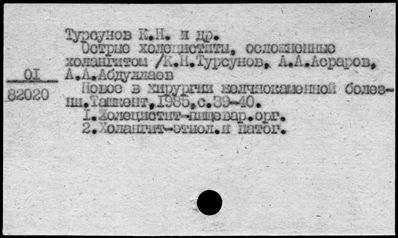 Турсунов К.Н. и др.
Острые холециститы, осложненные
холангитом /К.Н.Турсунов, А.А.Асраров,
01 А.А.Абдуллаев
82020 Новое в хирургии желчнокаменной болез-
ни.Ташкент,1985,с.39-40.
1.Холецистит-пищевар.орг.
2.Холангит-этиол.и патог.